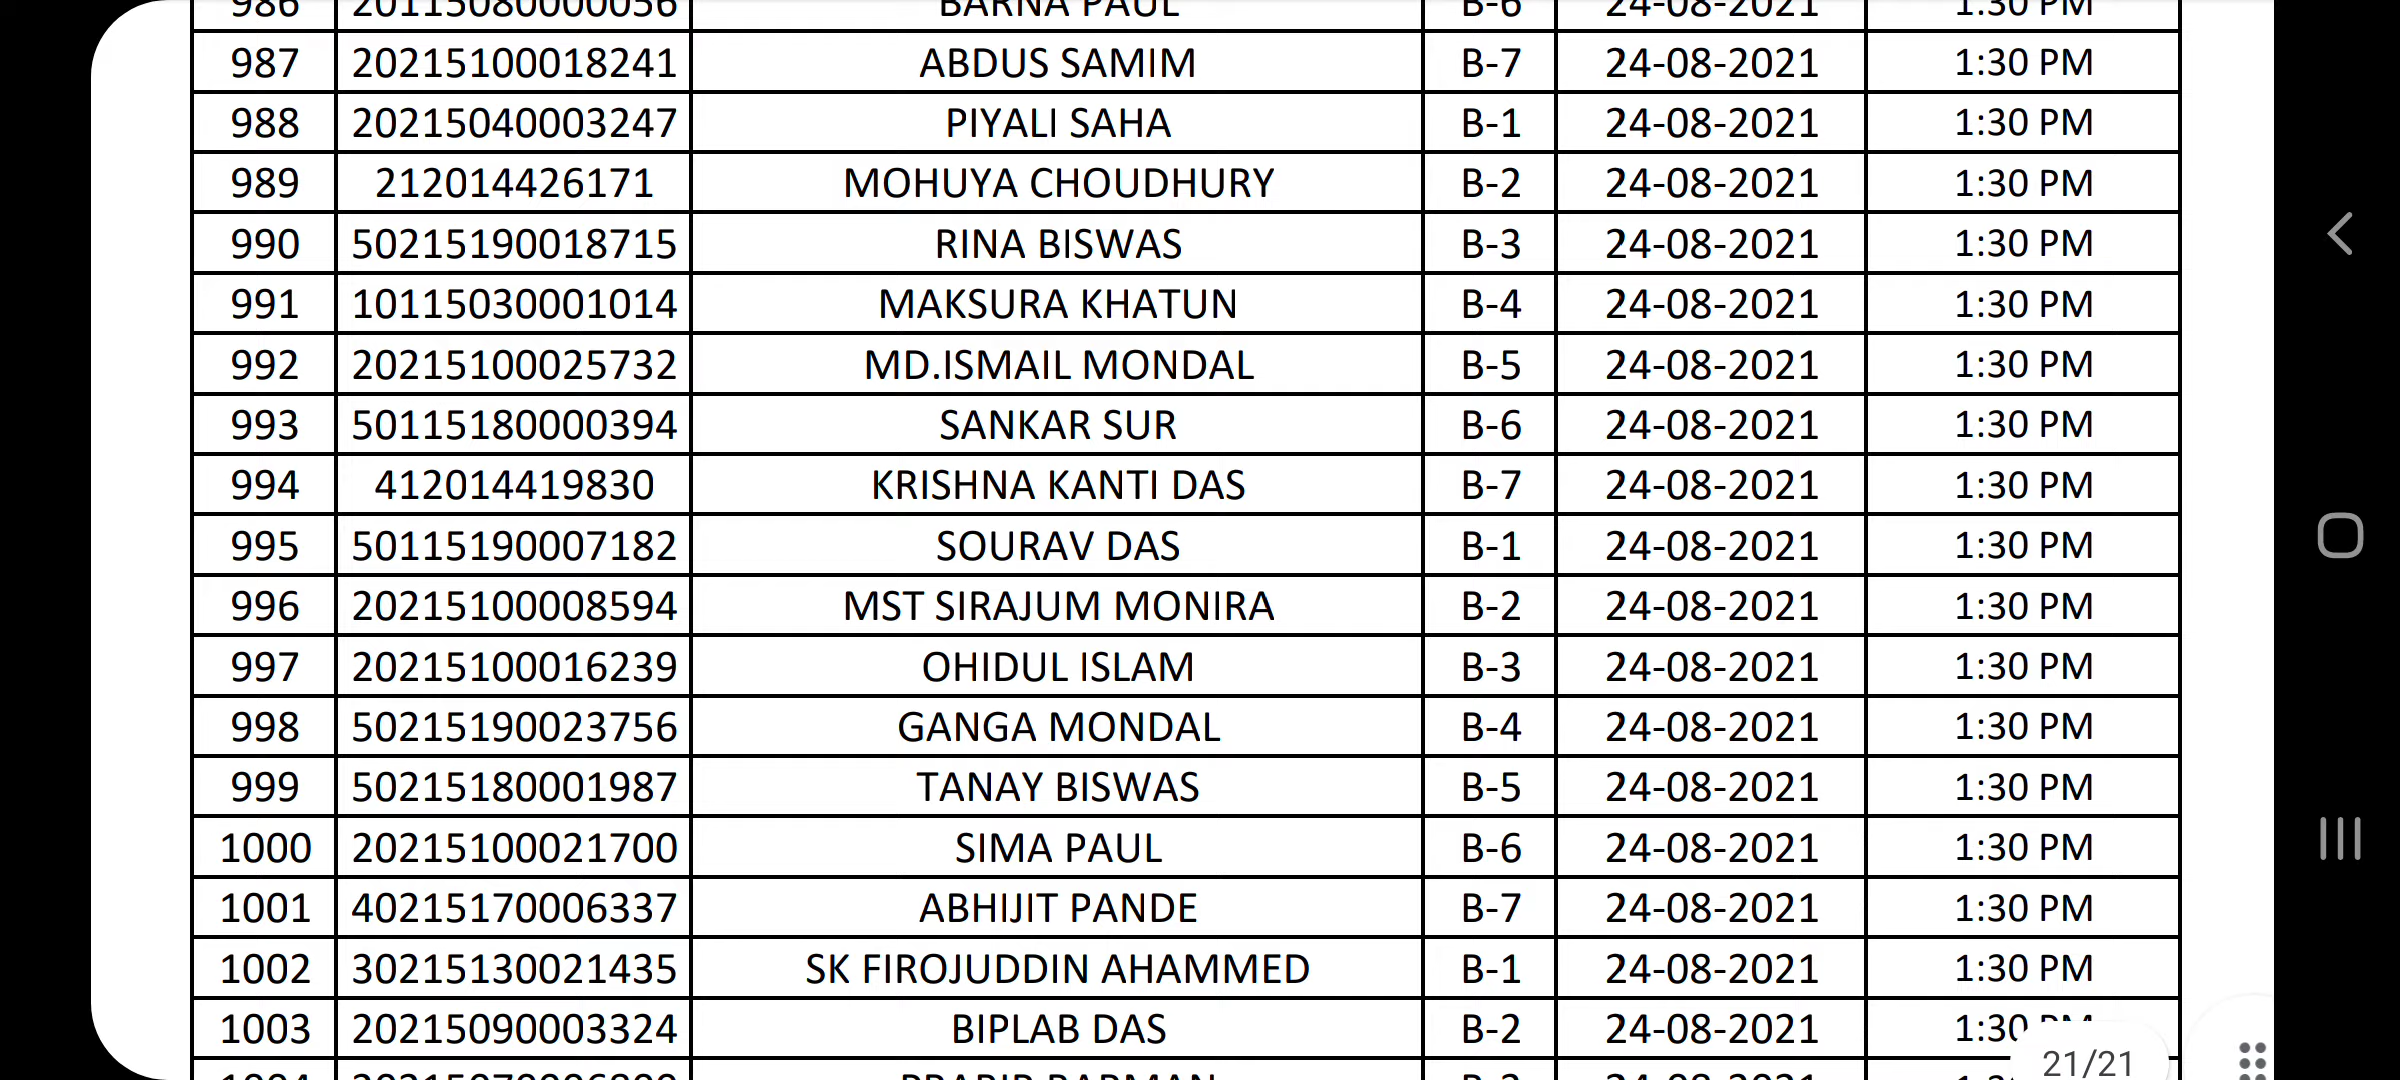 986 20115080000056 BARNA PAUL B-6 24-08-2021 1:30 PM
987 20215100018241 ABDUS SAMIM B-7 24-08-2021 1:30 PM
988 20215040003247 PIYALI SAHA B-1 24-08-2021 1:30 PM
989 212014426171 MOHUYA CHOUDHURY B-2 24-08-2021 1:30 PM
990 50215190018715 RINA BISWAS B-3 24-08-2021 1:30 PM
991 10115030001014 MAKSURA KHATUN B-4 24-08-2021 1:30 PM
992 20215100025732 MD.ISMAIL MONDAL B-5 24-08-2021 1:30 PM
993 50115180000394 SANKAR SUR B-6 24-08-2021 1:30 PM
994 412014419830 KRISHNA KANTI DAS B-7 24-08-2021 1:30 PM
995 50115190007182 SOURAV DAS B-1 24-08-2021 1:30 PM
996 20215100008594 MST SIRAJUM MONIRA B-2 24-08-2021 1:30 PM
997 20215100016239 OHIDUL ISLAM B-3 24-08-2021 1:30 PM
998 50215190023756 GANGA MONDAL B-4 24-08-2021 1:30 PM
999 50215180001987 TANAY BISWAS B-5 24-08-2021 1:30 PM
1000 20215100021700 SIMA PAUL B-6 24-08-2021 1:30 PM
1001 40215170006337 ABHIJIT PANDE B-7 24-08-2021 1:30 PM
1002 30215130021435 SK FIROJUDDIN AHAMMED B-1 24-08-2021 1:30 PM
1003 20215090003324 BIPLAB DAS B-2 24-08-2021 1:30 PM
21/21